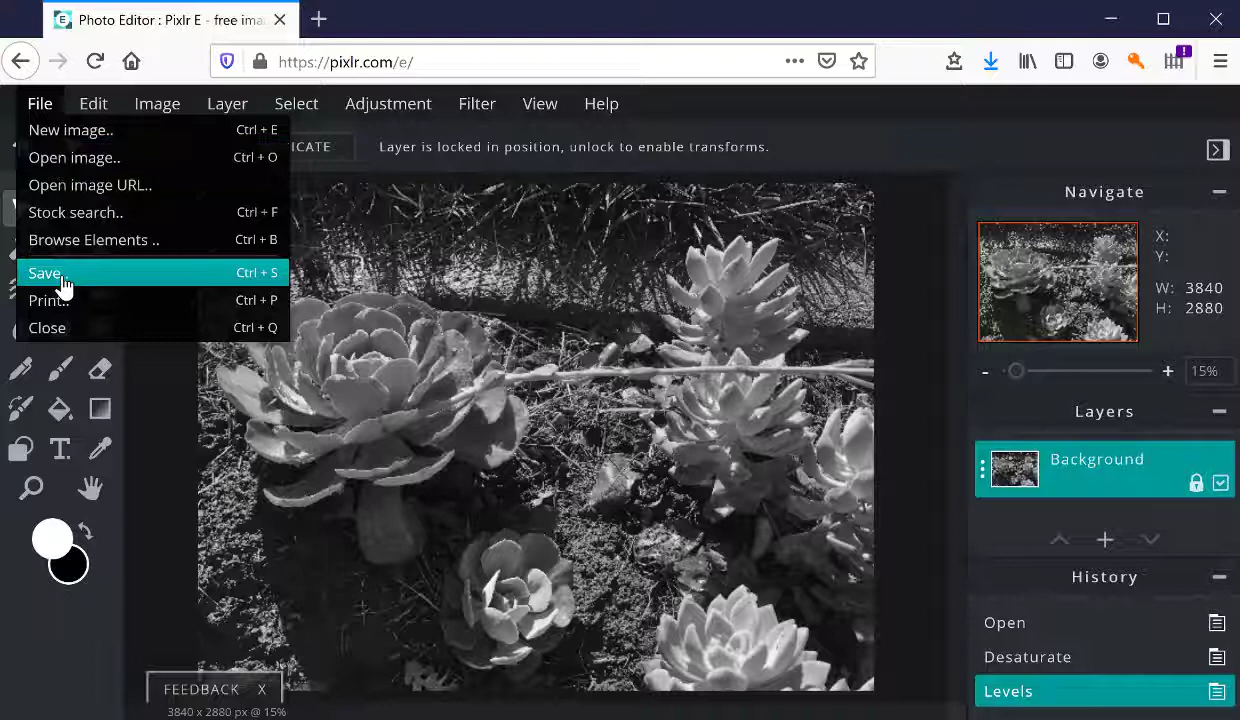 Photo Editor : Pixlr E - free ima
https://pixlr.com/e/
File Edit Image Layer Select Adjustment Filter View Help
New image.. Ctrl + E
Open image.. Ctrl + O
ICATE
Layer is locked in position, unlock to enable transforms.
Open image URL..
Stock search.. Ctrl + F
Browse Elements .. Ctrl + B
Save Ctrl + S
Print.. Ctrl + P
Close Ctrl + Q
Navigate
X:
Y:
W: 3840
H: 2880
- + 15%
Layers
Background
History
Open
Desaturate
Levels
FEEDBACK X
3840 x 2880 px @ 15%